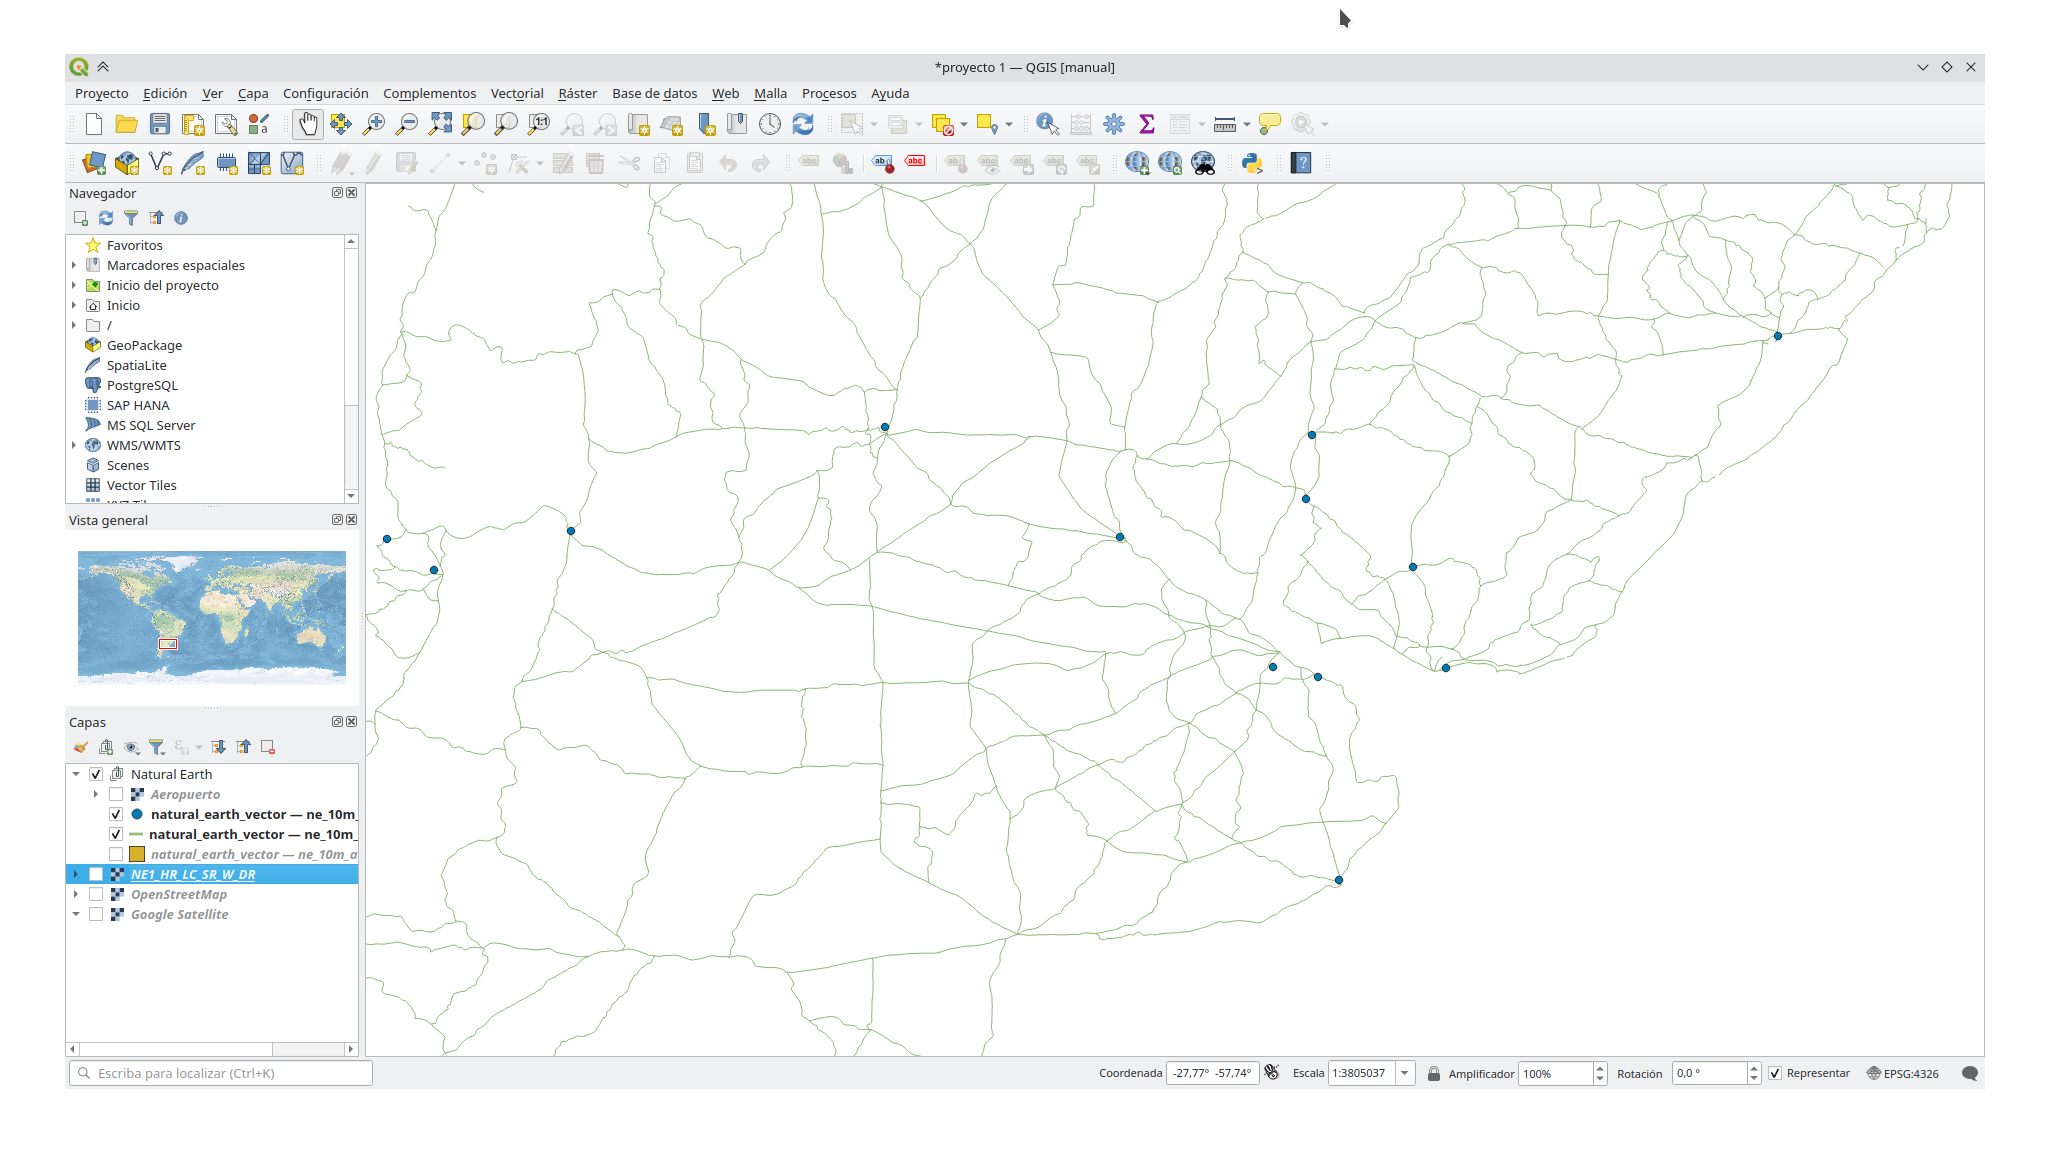 *proyecto 1 — QGIS [manual]
Proyecto Edición Ver Capa Configuración Complementos Vectorial Ráster Base de datos Web Malla Procesos Ayuda
Navegador
Favoritos
Marcadores espaciales
Inicio del proyecto
Inicio
/
GeoPackage
SpatiaLite
PostgreSQL
SAP HANA
MS SQL Server
WMS/WMTS
Scenes
Vector Tiles
Vista general
Capas
Natural Earth
Aeropuerto
natural_earth_vector — ne_10m_
natural_earth_vector — ne_10m_
natural_earth_vector — ne_10m_a
NE1_HR_LC_SR_W_DR
OpenStreetMap
Google Satellite
Escriba para localizar (Ctrl+K) Coordenada -27,77° -57,74° Escala 1:3805037 Amplificador 100% Rotación 0,0 ° Representar EPSG:4326